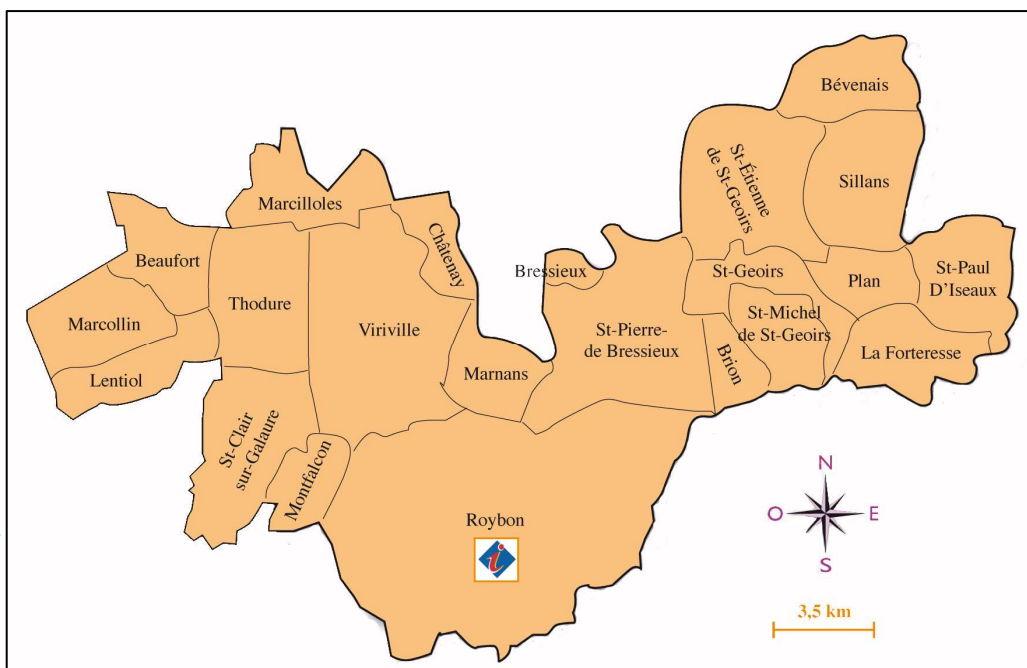 Bévenais
St-Étienne
de St-Geoirs
Sillans
Marcilloles
Châtenay
Beaufort
Bressieux
St-Geoirs
Plan
St-Paul
D'Iseaux
Thodure
Marcollin
Viriville
St-Pierre-
de Bressieux
St-Michel
de St-Geoirs
La Forteresse
Brion
Lentiol
Marnans
St-Clair
sur-Galaure
Montfalcon
Roybon
i
N
O
E
S
3,5 km